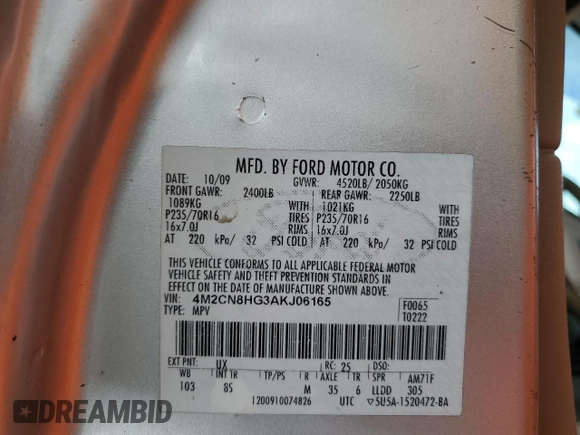 MFD. BY FORD MOTOR CO.
DATE: 10/09 GVWR: 4520LB/ 2050KG
FRONT GAWR: 2400LB REAR GAWR: 2250LB
1089KG WITH 1021KG WITH
P235/70R16 TIRES P235/70R16 TIRES
16x7.0J RIMS 16x7.0J RIMS
AT 220 kPa/ 32 PSI COLD AT 220 kPa/ 32 PSI COLD
THIS VEHICLE CONFORMS TO ALL APPLICABLE FEDERAL MOTOR
VEHICLE SAFETY AND THEFT PREVENTION STANDARDS IN EFFECT
ON THE DATE OF MANUFACTURE SHOWN ABOVE.
VIN: 4M2CN8HG3AKJ06165 F0065
TYPE: MPV T0222
EXT PNT: UX RC: 25 DSO:
WB INT TR TP/PS R AXLE TR SPR AM71F
103 8S M 35 6 LLDD 305
1200910074826 UTC 5U5A-1520472-BA
DREAMBID